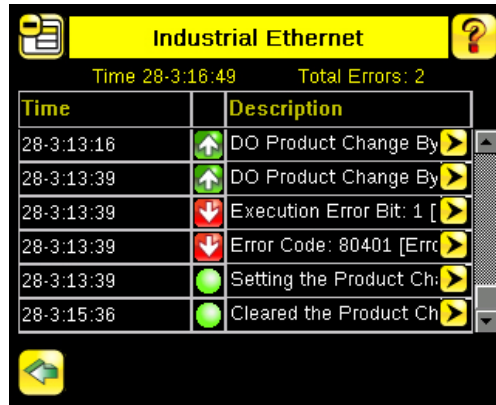 Industrial Ethernet
?
Time 28-3:16:49 Total Errors: 2
Time Description
28-3:13:16 DO Product Change By
28-3:13:39 DO Product Change By
28-3:13:39 Execution Error Bit: 1 [
28-3:13:39 Error Code: 80401 [Erro
28-3:13:39 Setting the Product Cha
28-3:15:36 Cleared the Product Ch